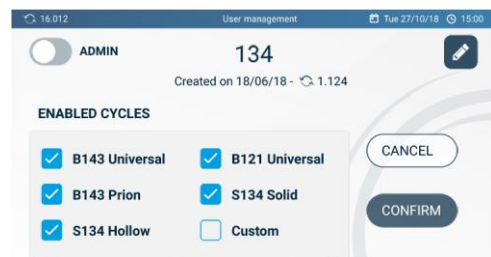 16.012 User management Tue 27/10/18 15:00
ADMIN 134
Created on 18/06/18 - 1.124
ENABLED CYCLES
B143 Universal B121 Universal CANCEL
B143 Prion S134 Solid CONFIRM
S134 Hollow Custom